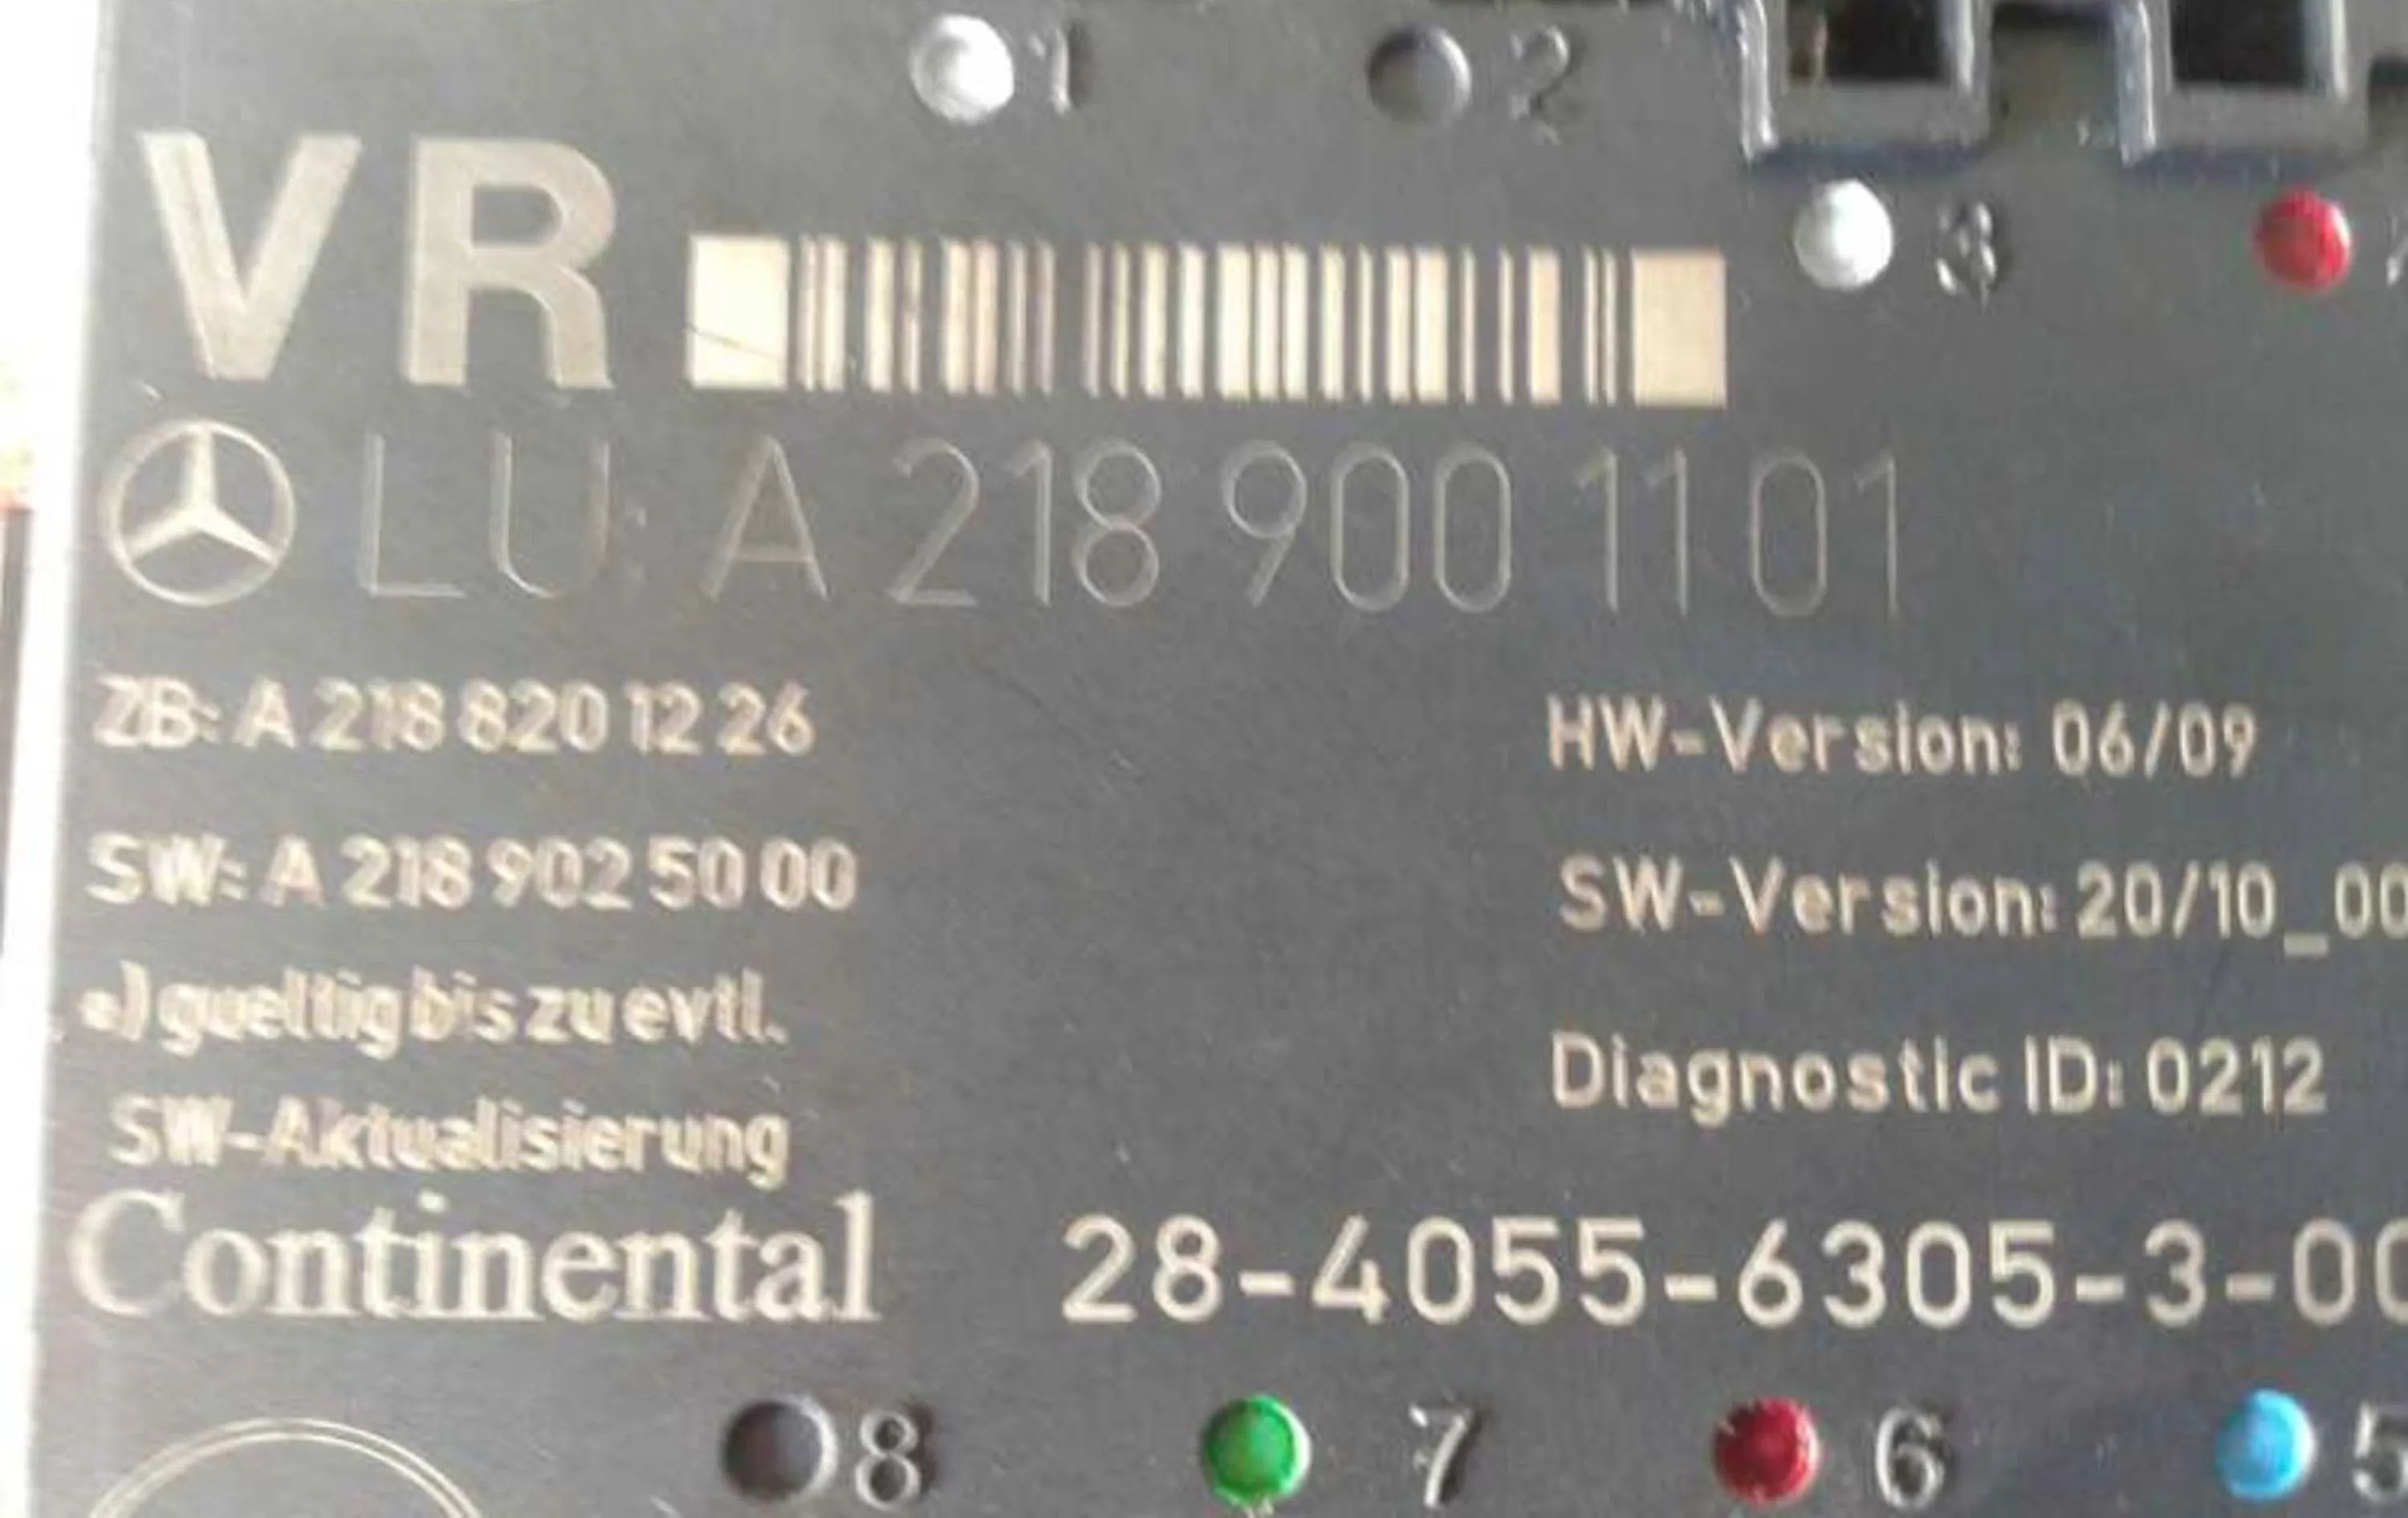 1 2
VR
3
LU A 218 900 11 01
ZB: A 218 820 12 26
HW-Version: 06/09
SW: A 218 902 50 00
SW-Version: 20/10_00
*) gueltig bis zu evtl.
Diagnostic ID: 0212
SW-Aktualisierung
Continental 28-4055-6305-3-00
8 7 6 5